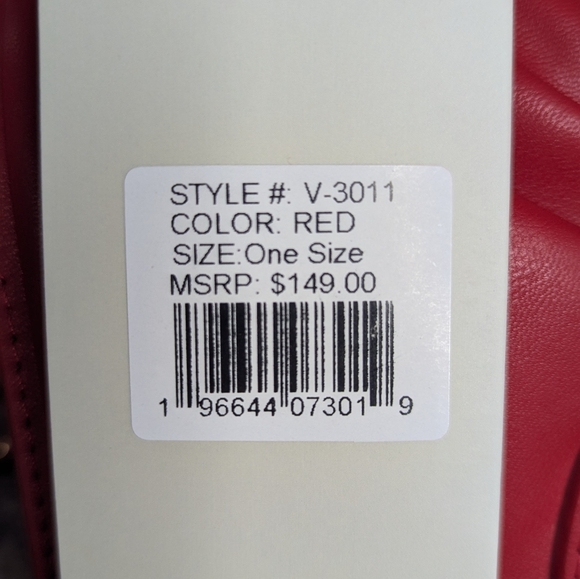 STYLE #: V-3011
COLOR: RED
SIZE:One Size
MSRP: $149.00
1 96644 07301 9